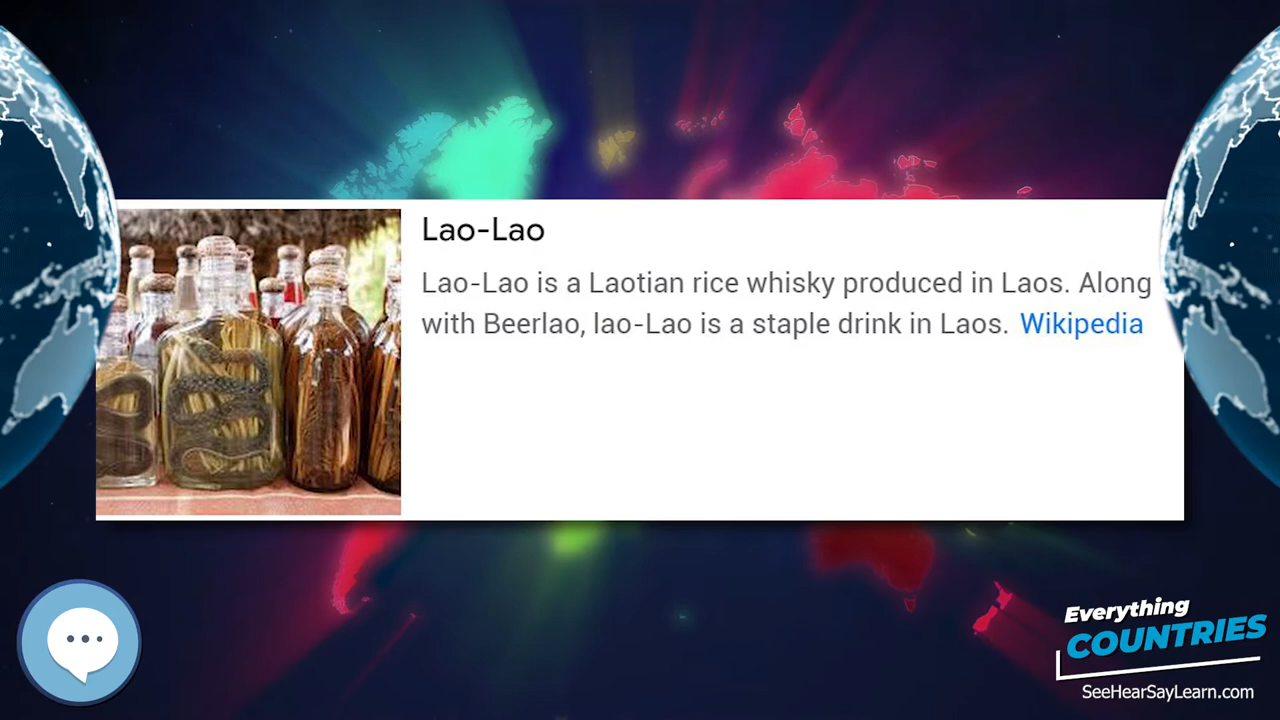 Lao-Lao
Lao-Lao is a Laotian rice whisky produced in Laos. Along
with Beerlao, lao-Lao is a staple drink in Laos. Wikipedia
Everything
COUNTRIES
SeeHearSayLearn.com